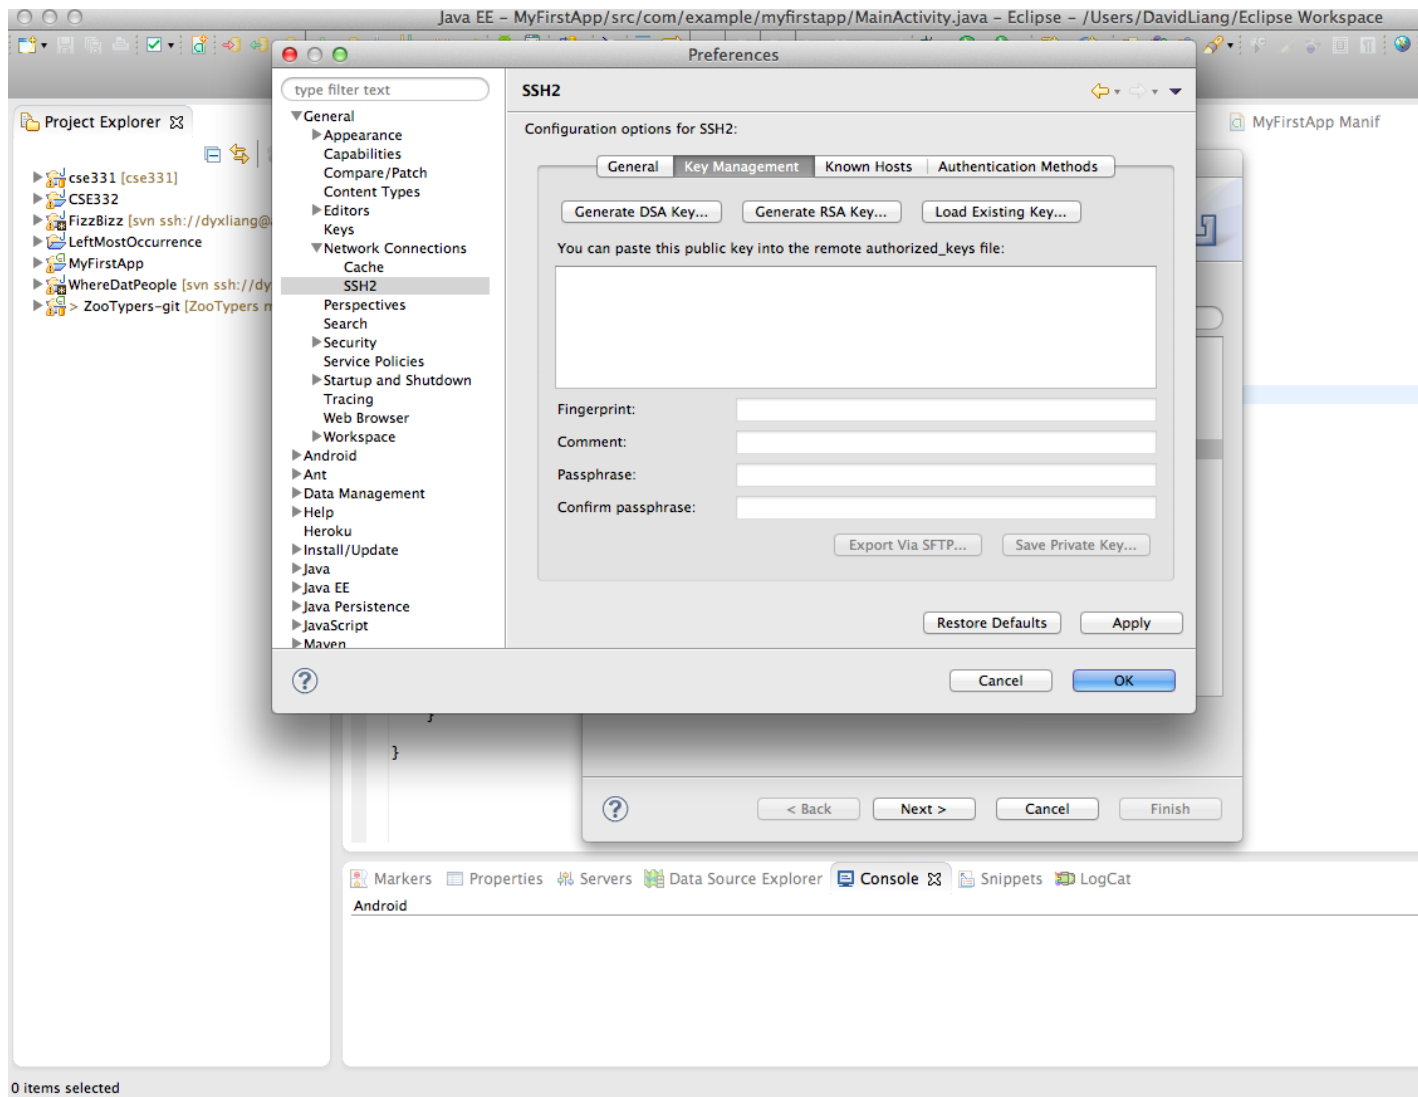 Java EE – MyFirstApp/src/com/example/myfirstapp/MainActivity.java – Eclipse – /Users/DavidLiang/Eclipse Workspace
Preferences
type filter text
SSH2
General
Appearance
Capabilities
Compare/Patch
Content Types
Editors
Keys
Network Connections
Cache
SSH2
Perspectives
Search
Security
Service Policies
Startup and Shutdown
Tracing
Web Browser
Workspace
Android
Ant
Data Management
Help
Heroku
Install/Update
Java
Java EE
Java Persistence
JavaScript
Maven
Configuration options for SSH2:
General Key Management Known Hosts Authentication Methods
Generate DSA Key... Generate RSA Key... Load Existing Key...
You can paste this public key into the remote authorized_keys file:
Fingerprint:
Comment:
Passphrase:
Confirm passphrase:
Export Via SFTP... Save Private Key...
Restore Defaults Apply
Cancel OK
Project Explorer
cse331 [cse331]
CSE332
FizzBizz [svn ssh://dyxliang@
LeftMostOccurrence
MyFirstApp
WhereDatPeople [svn ssh://dy
> ZooTypers-git [ZooTypers
MyFirstApp Manif
}
}
< Back Next > Cancel Finish
Markers Properties Servers Data Source Explorer Console Snippets LogCat
Android
0 items selected